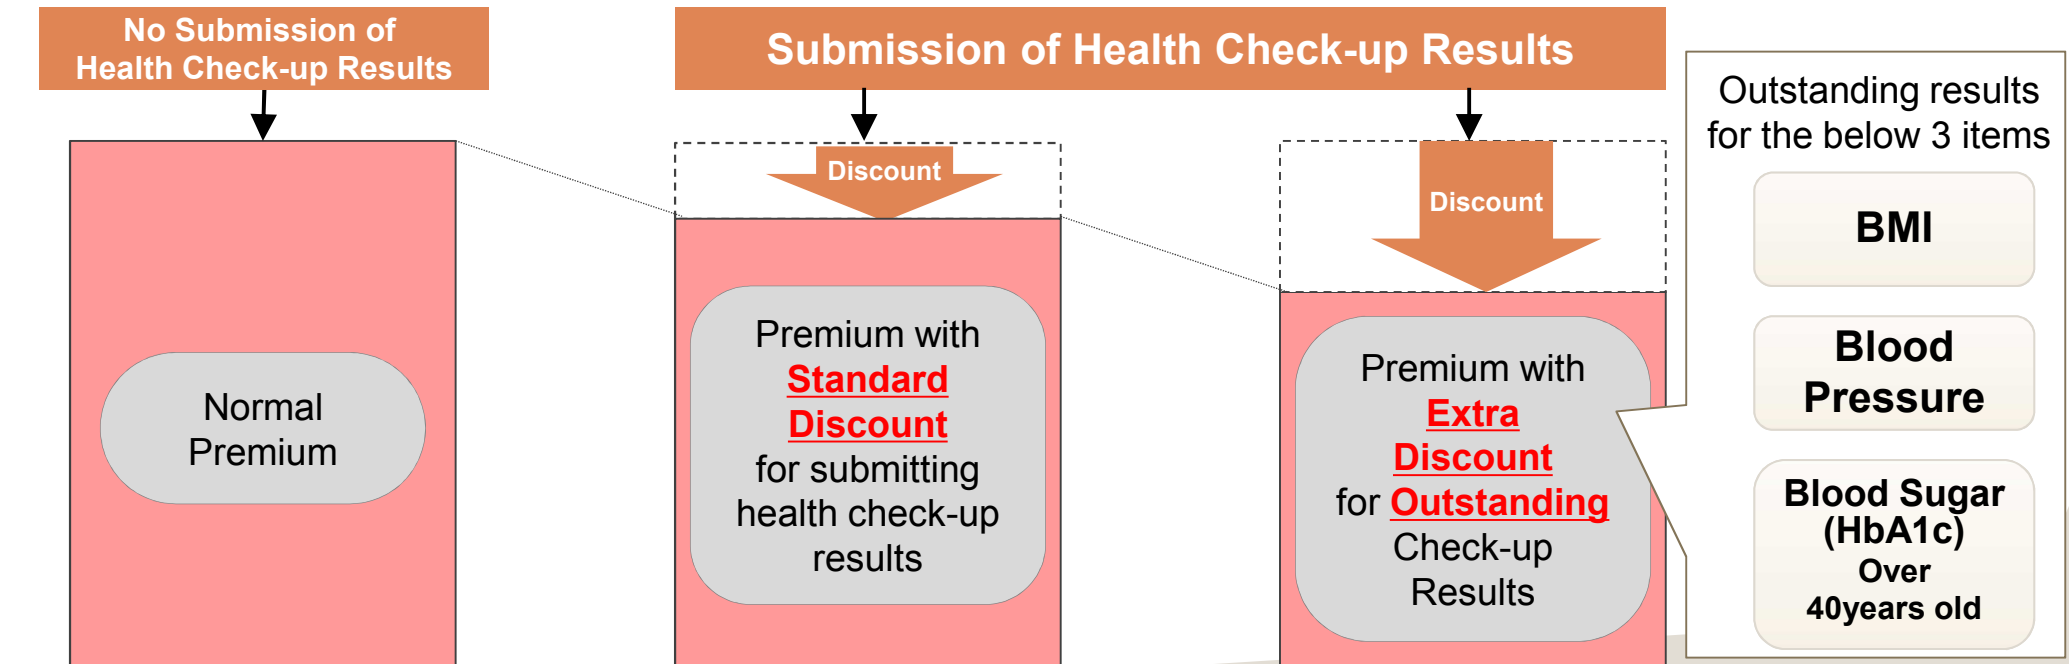 No Submission of
Health Check-up Results
Submission of Health Check-up Results
Discount
Discount
Normal
Premium
Premium with
Standard
Discount
for submitting
health check-up
results
Premium with
Extra
Discount
for Outstanding
Check-up
Results
Outstanding results
for the below 3 items
BMI
Blood
Pressure
Blood Sugar
(HbA1c)
Over
40years old